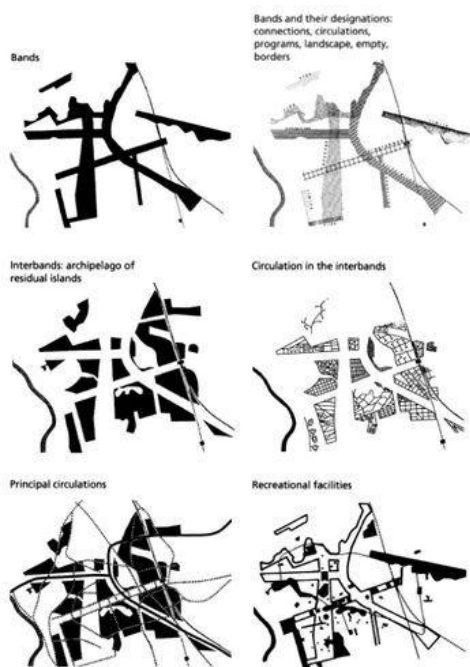 Bands
Bands and their designations:
connections, circulations,
programs, landscape, empty,
borders
Interbands: archipelago of
residual islands
Circulation in the interbands
Principal circulations
Recreational facilities